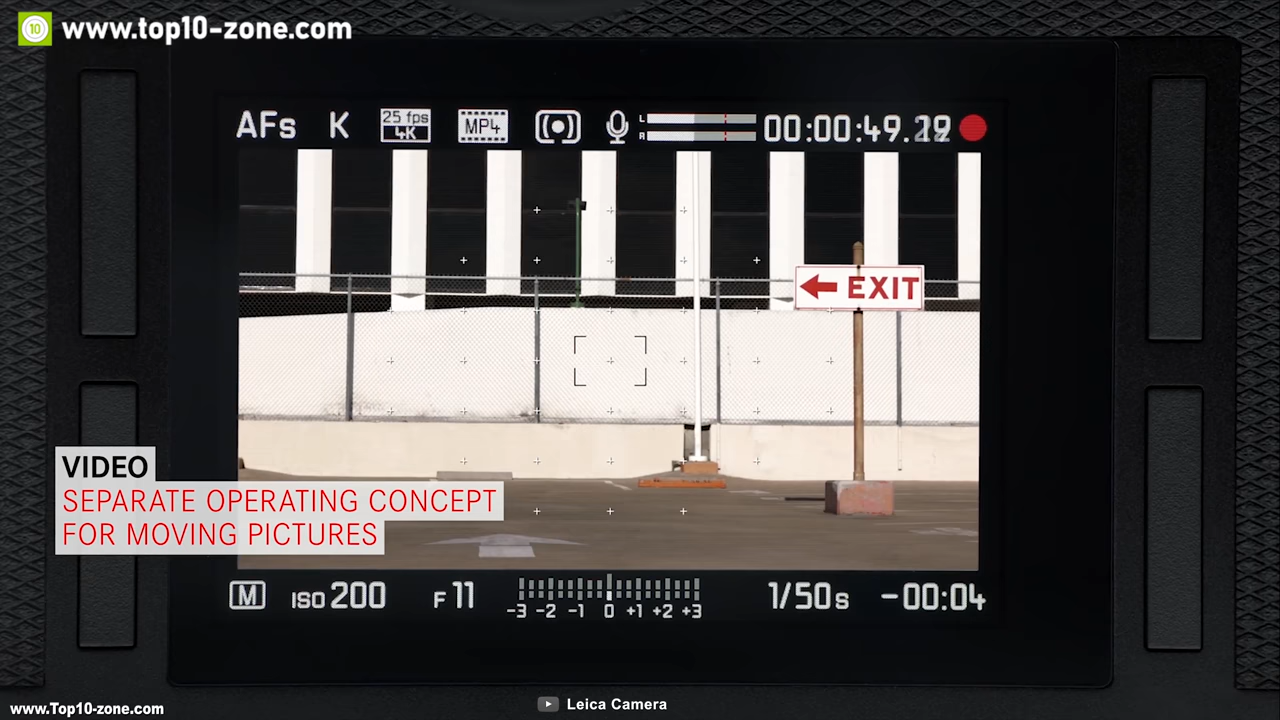 10 www.top10-zone.com
AFs K 25 fps 4K MP4 L R 00:00:49.
EXIT
VIDEO
SEPARATE OPERATING CONCEPT
FOR MOVING PICTURES
M ISO 200 F 11 -3 -2 -1 0 +1 +2 +3 1/50s -00:04
www.Top10-zone.com
Leica Camera